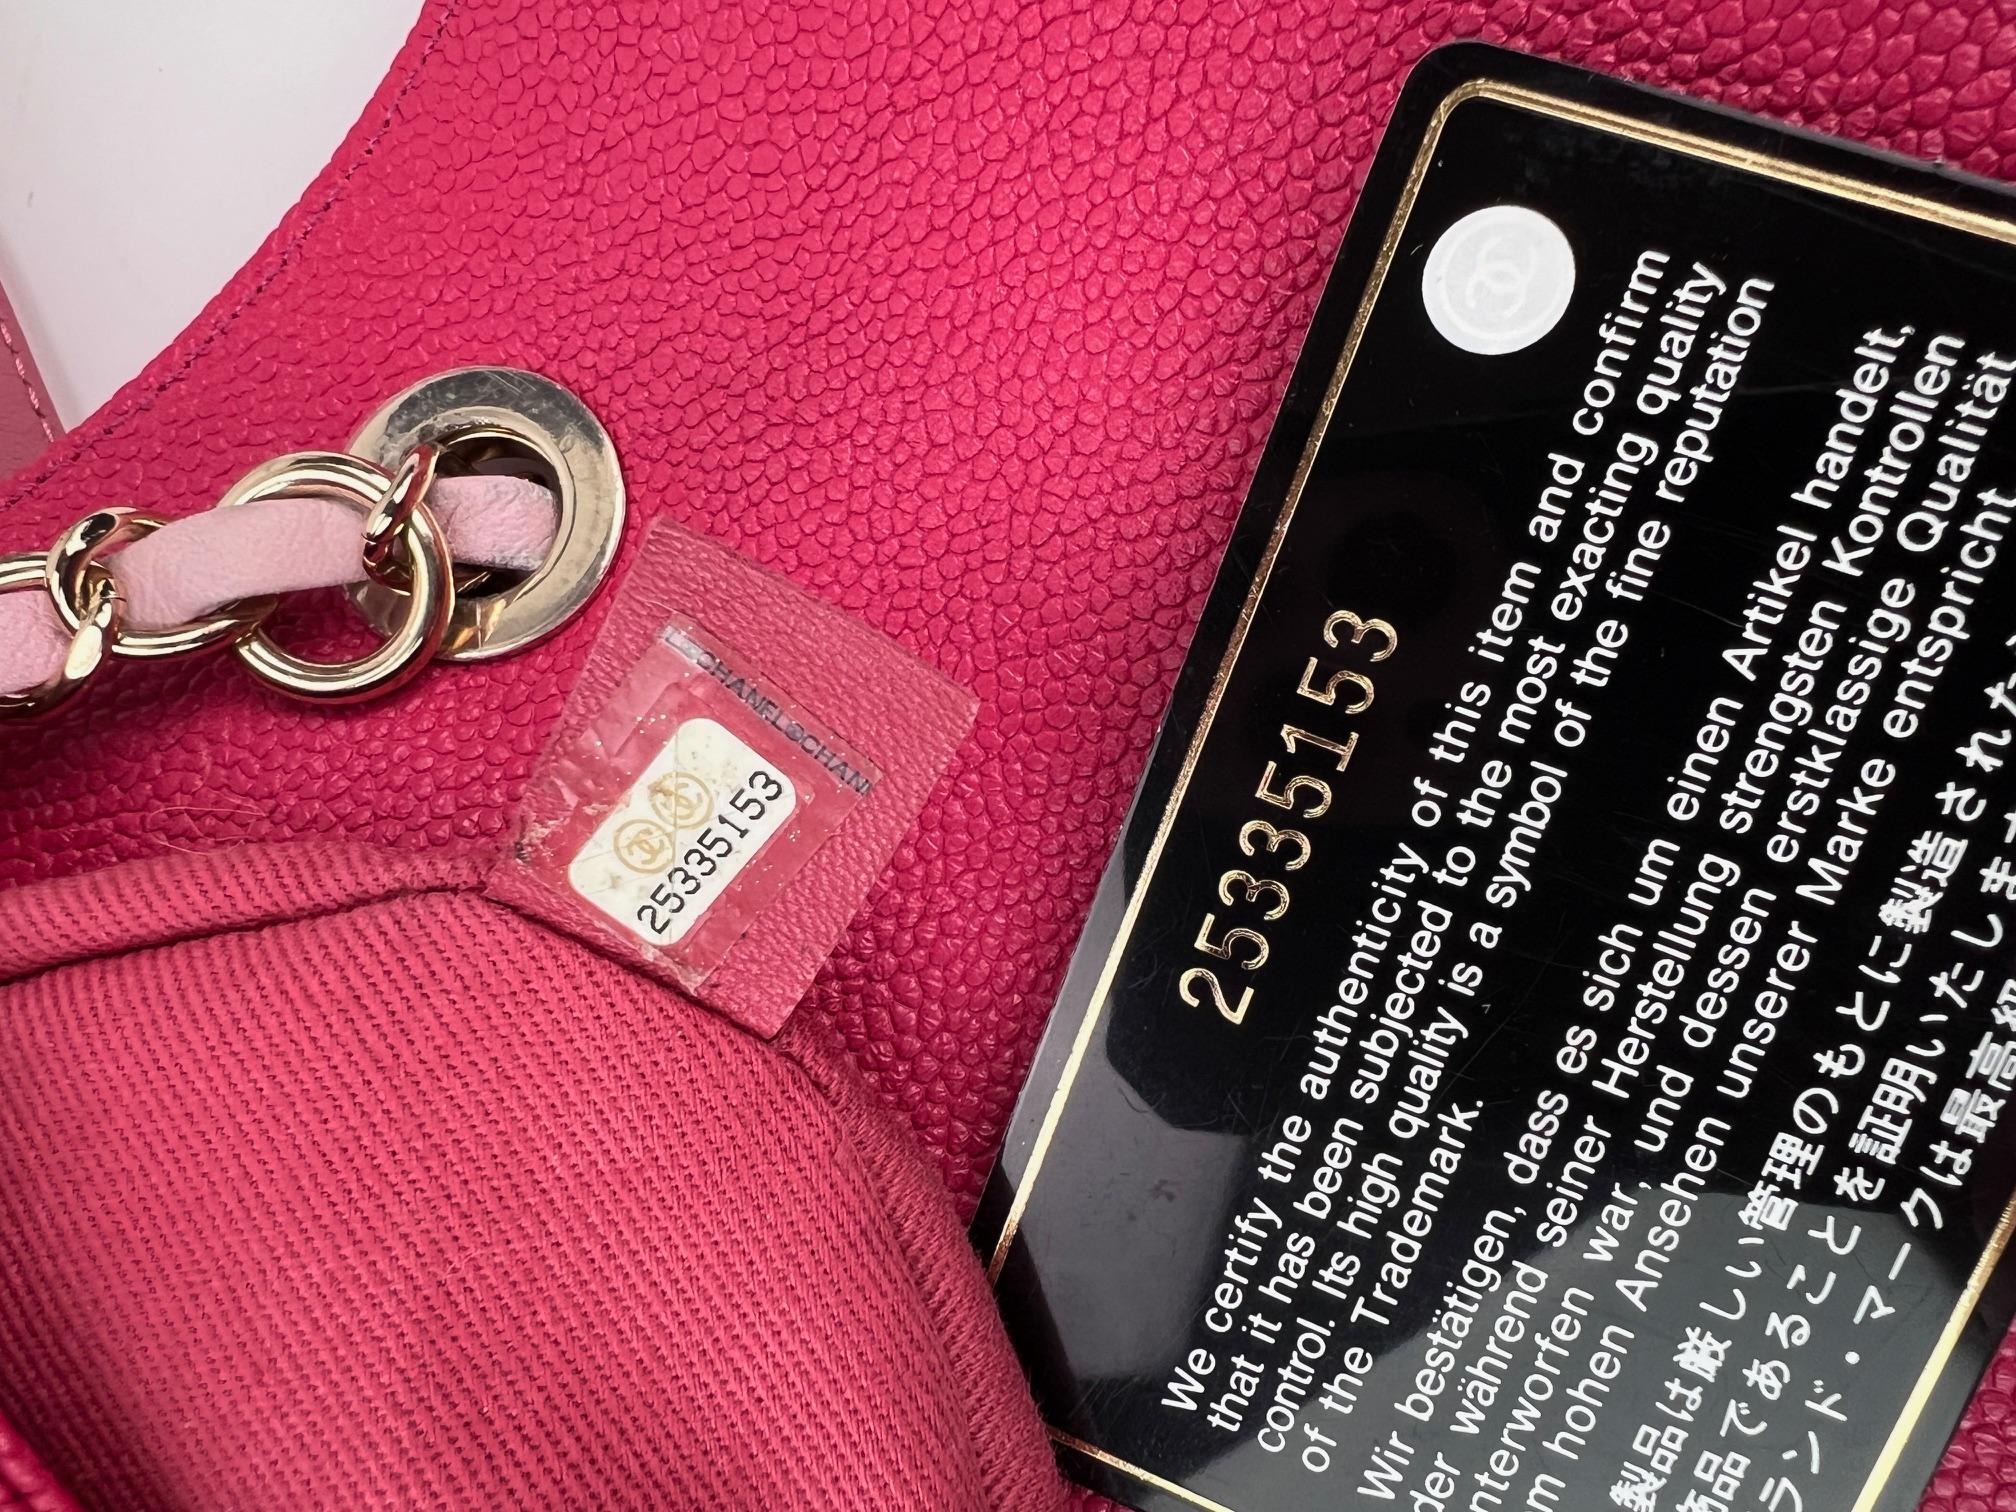 CHANEL CHAN
25335153
25335153
We certify the authenticity of this item and confirm
that it has been subjected to the most exacting quality
control. Its high quality is a symbol of the fine reputation
of the Trademark.
Wir bestätigen, dass es sich um einen Artikel handelt,
der während seiner Herstellung strengsten Kontrollen
nterworfen war, und dessen erstklassige Qualität
m hohen Ansehen unserer Marke entspricht
製品は厳しい管理のもとに製造された
商品であることを証明いたしま
ランド・マークは最高